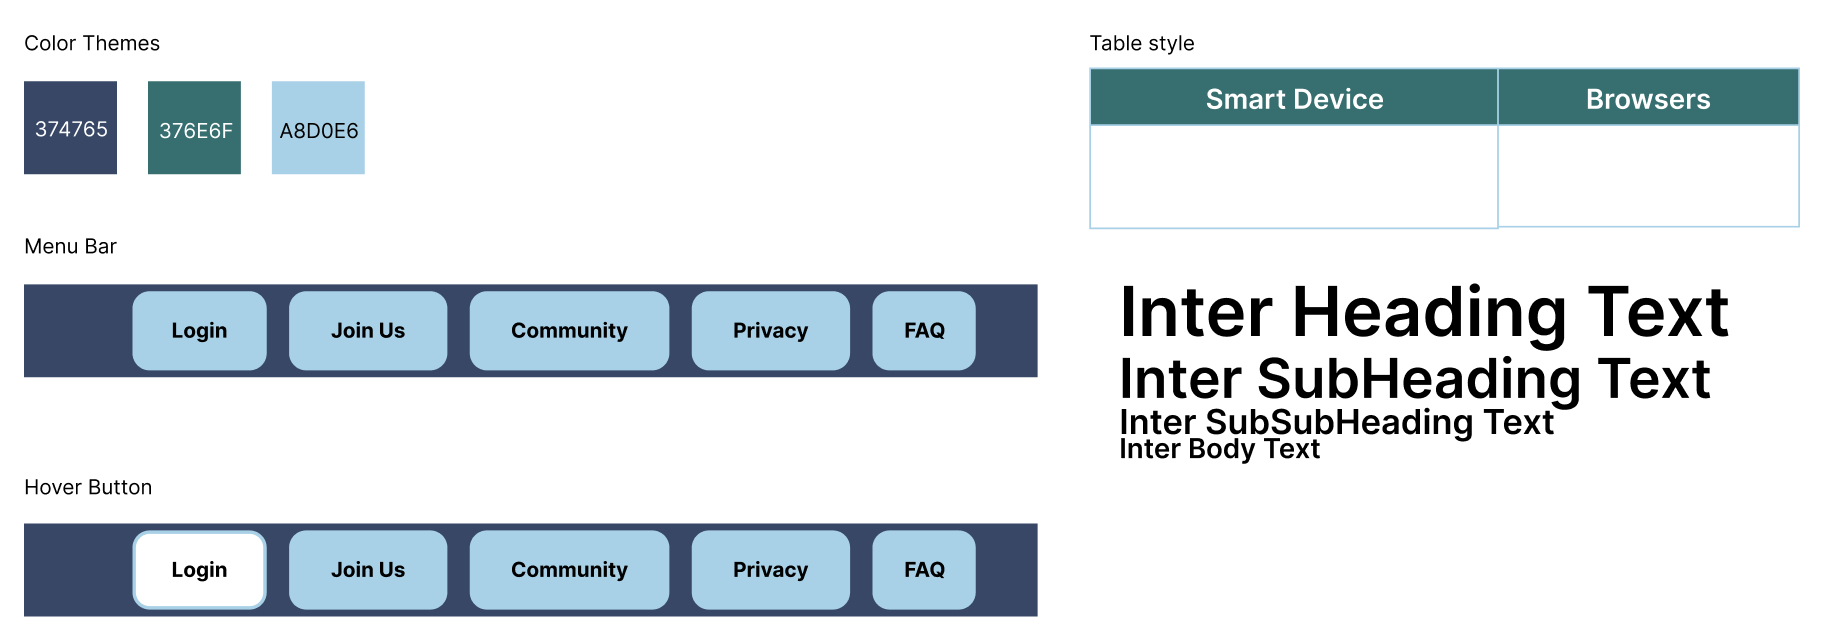 Color Themes
374765
376E6F
A8D0E6
Menu Bar
Login
Join Us
Community
Privacy
FAQ
Hover Button
Login
Join Us
Community
Privacy
FAQ
Table style
Smart Device
Browsers
Inter Heading Text
Inter SubHeading Text
Inter SubSubHeading Text
Inter Body Text